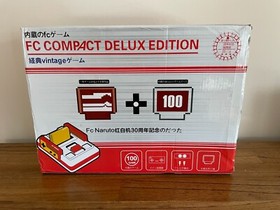 内蔵のfcゲーム
FC COMPACT DELUX EDITION
経典vintageゲーム
100
Fc Naruto紅白机30周年記念のだった
100